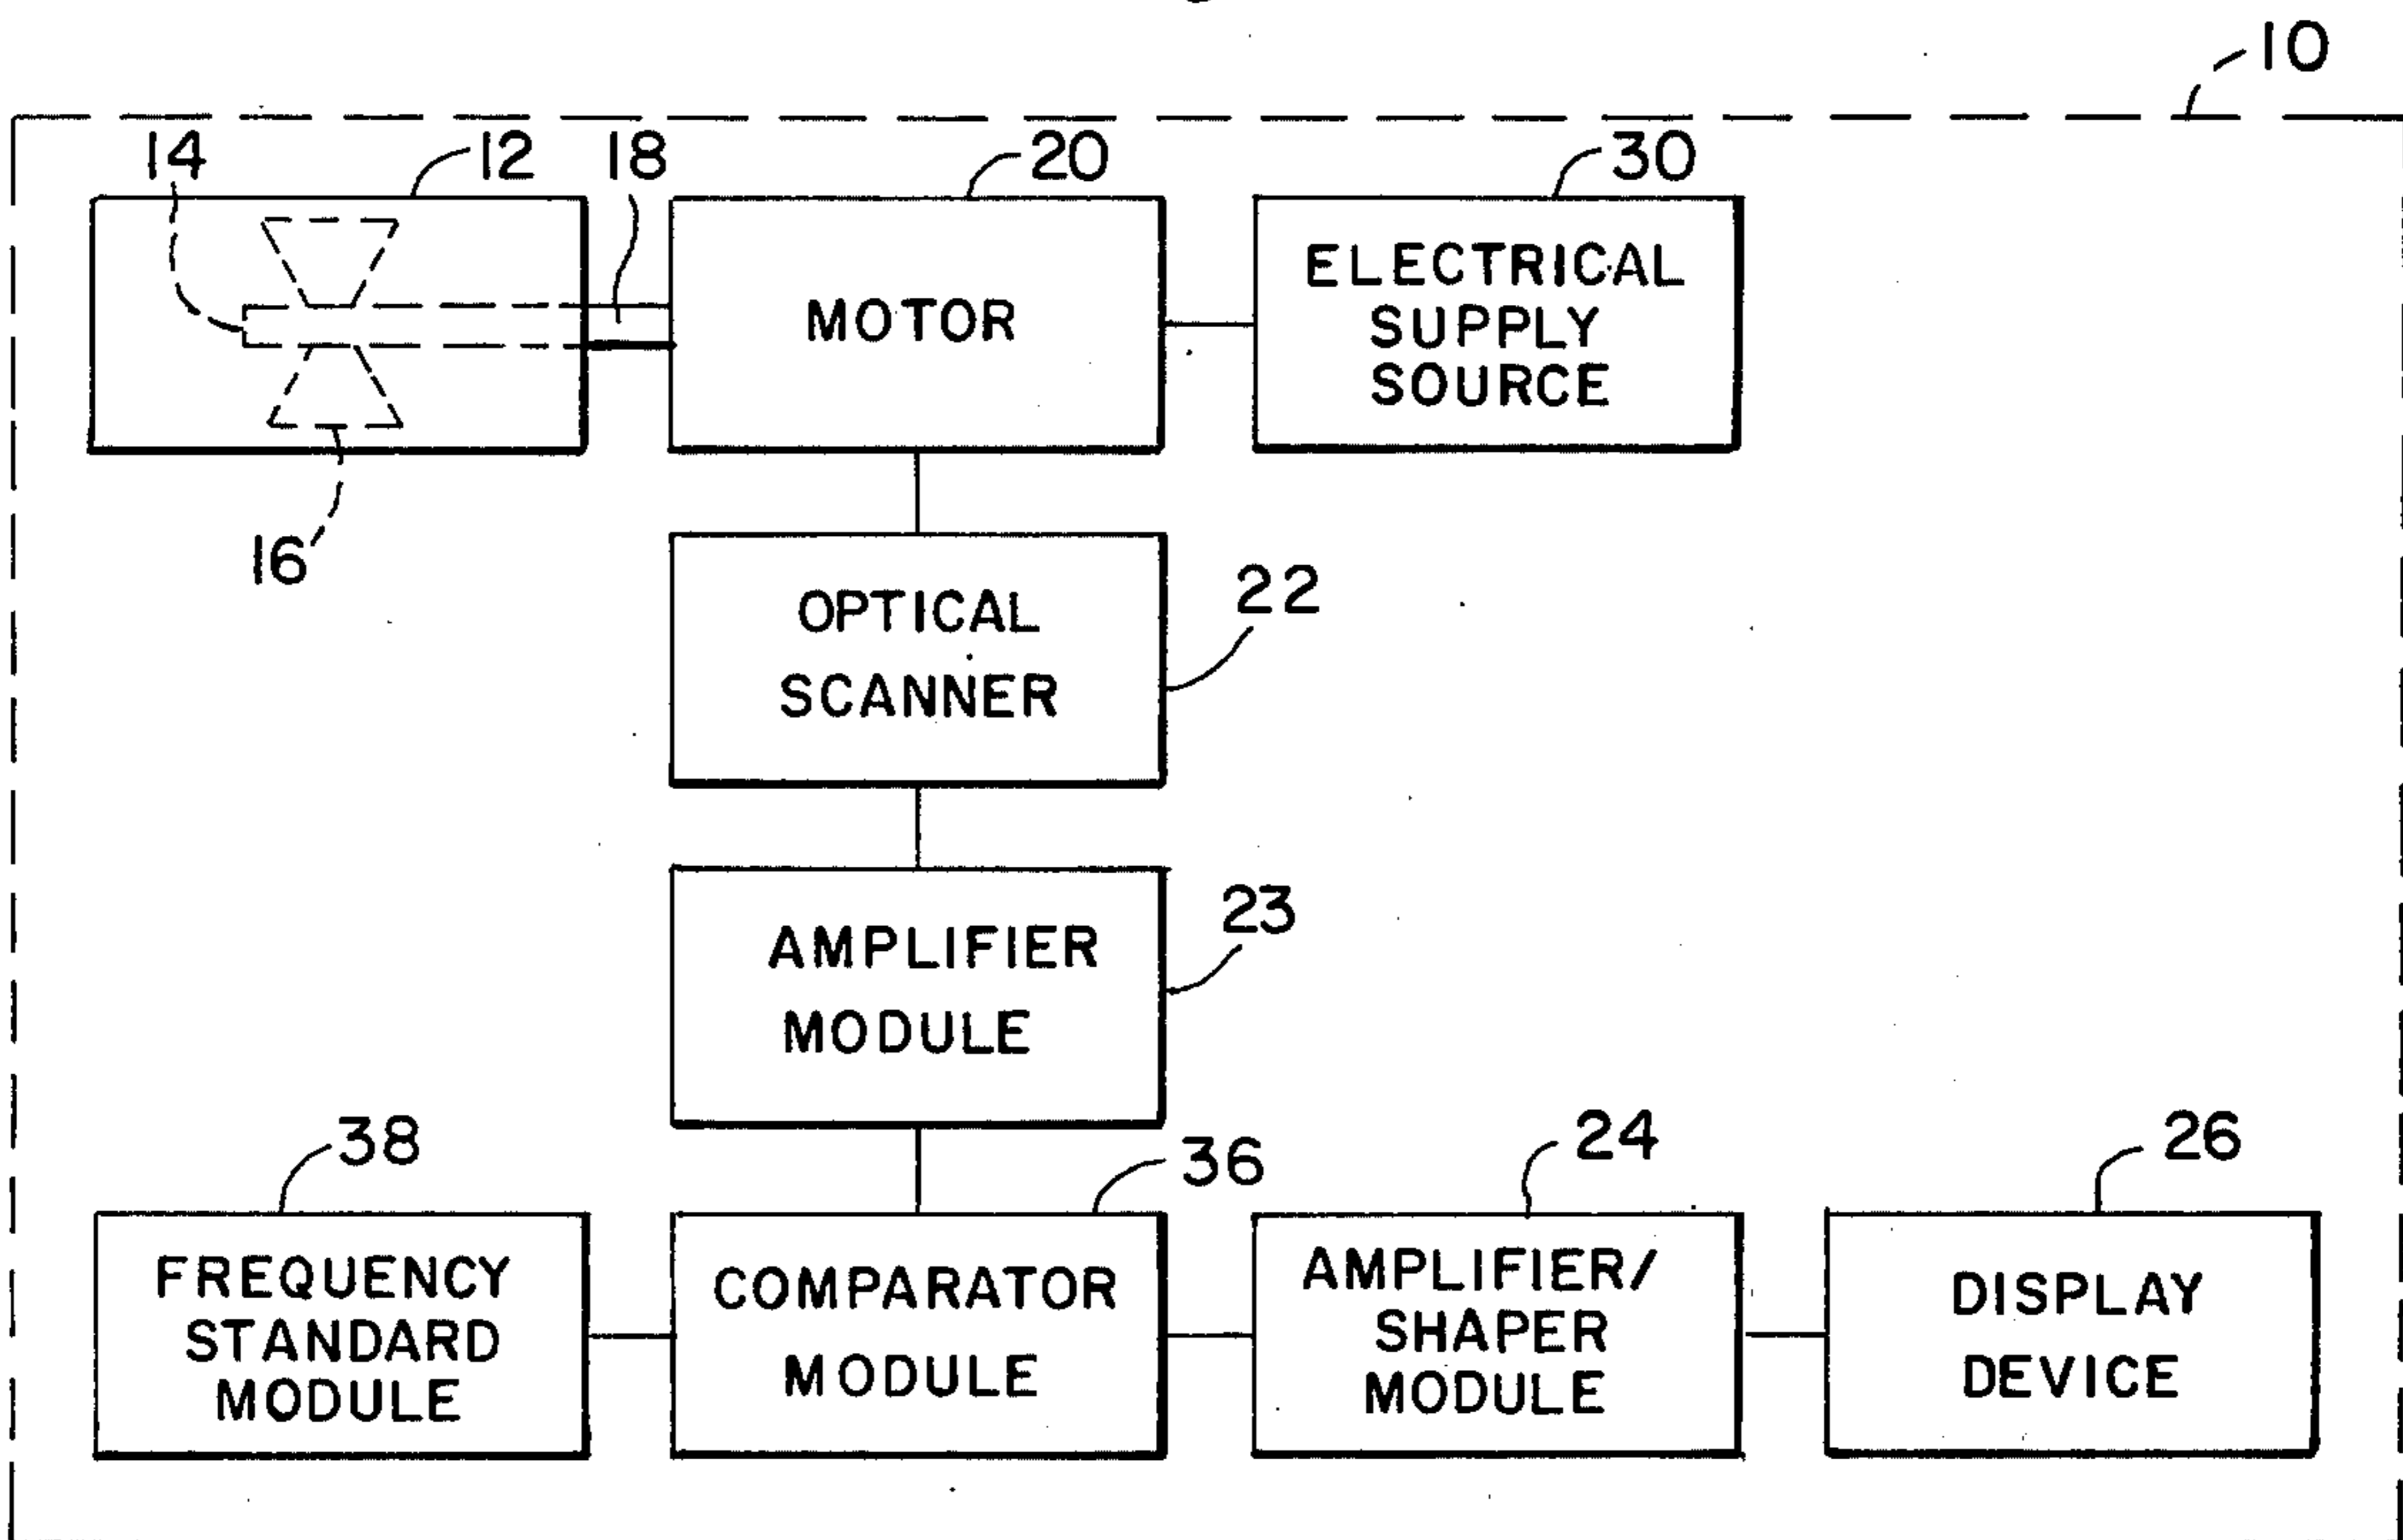 10
14
12
18
20
30
MOTOR
ELECTRICAL
SUPPLY
SOURCE
16
OPTICAL
SCANNER
22
AMPLIFIER
MODULE
23
38
36
24
26
FREQUENCY
STANDARD
MODULE
COMPARATOR
MODULE
AMPLIFIER/
SHAPER
MODULE
DISPLAY
DEVICE